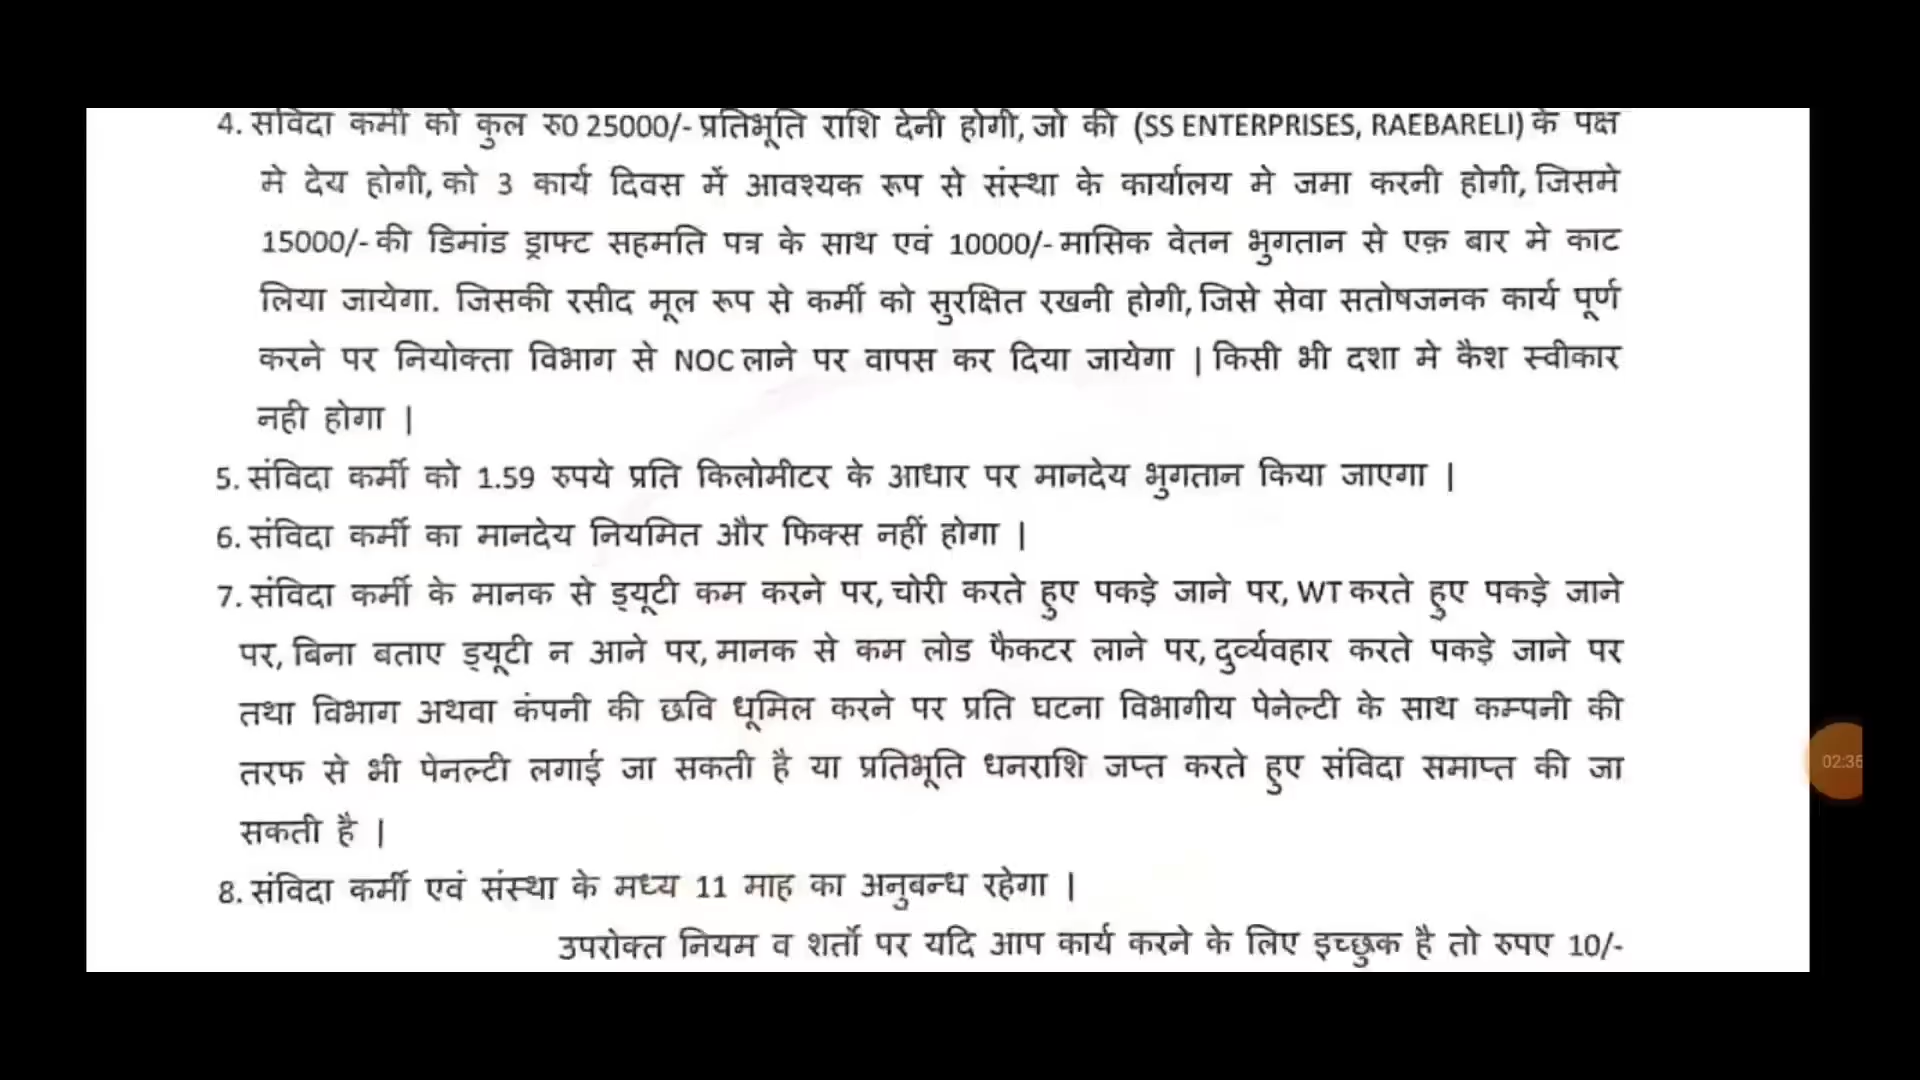 4. संविदा कर्मी को कुल रु0 25000/- प्रतिभूति राशि देनी होगी, जो की (SS ENTERPRISES, RAEBARELI) के पक्ष
मे देय होगी, को 3 कार्य दिवस में आवश्यक रूप से संस्था के कार्यालय मे जमा करनी होगी, जिसमे
15000/- की डिमांड ड्राफ्ट सहमति पत्र के साथ एवं 10000/- मासिक वेतन भुगतान से एक़ बार मे काट
लिया जायेगा. जिसकी रसीद मूल रूप से कर्मी को सुरक्षित रखनी होगी, जिसे सेवा सतोषजनक कार्य पूर्ण
करने पर नियोक्ता विभाग से NOC लाने पर वापस कर दिया जायेगा | किसी भी दशा मे कैश स्वीकार
नही होगा |
5. संविदा कर्मी को 1.59 रुपये प्रति किलोमीटर के आधार पर मानदेय भुगतान किया जाएगा |
6. संविदा कर्मी का मानदेय नियमित और फिक्स नहीं होगा |
7. संविदा कर्मी के मानक से ड्यूटी कम करने पर, चोरी करते हुए पकड़े जाने पर, WT करते हुए पकड़े जाने
पर, बिना बताए ड्यूटी न आने पर, मानक से कम लोड फैकटर लाने पर, दुर्व्यवहार करते पकड़े जाने पर
तथा विभाग अथवा कंपनी की छवि धूमिल करने पर प्रति घटना विभागीय पेनेल्टी के साथ कम्पनी की
तरफ से भी पेनल्टी लगाई जा सकती है या प्रतिभूति धनराशि जप्त करते हुए संविदा समाप्त की जा
सकती है |
8. संविदा कर्मी एवं संस्था के मध्य 11 माह का अनुबन्ध रहेगा |
उपरोक्त नियम व शर्तो पर यदि आप कार्य करने के लिए इच्छुक है तो रुपए 10/-
02:36